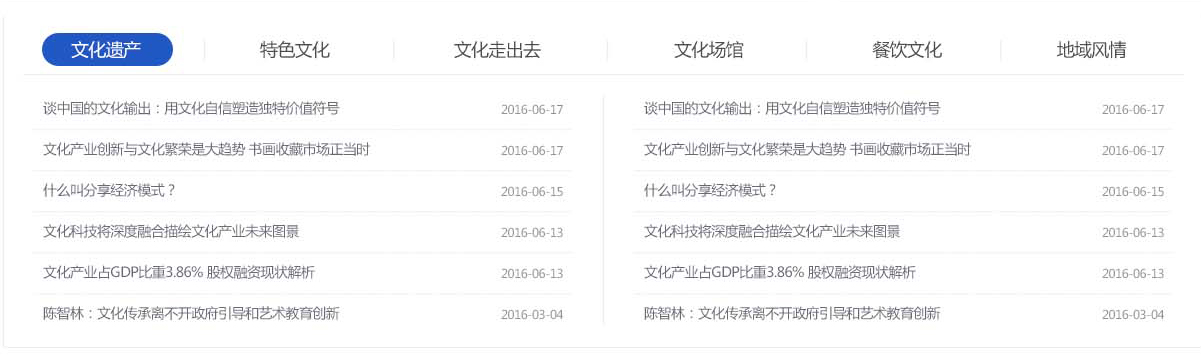 文化遗产 特色文化 文化走出去 文化场馆 餐饮文化 地域风情
谈中国的文化输出：用文化自信塑造独特价值符号 2016-06-17
文化产业创新与文化繁荣是大趋势 书画收藏市场正当时 2016-06-17
什么叫分享经济模式？ 2016-06-15
文化科技将深度融合描绘文化产业未来图景 2016-06-13
文化产业占GDP比重3.86% 股权融资现状解析 2016-06-13
陈智林：文化传承离不开政府引导和艺术教育创新 2016-03-04
谈中国的文化输出：用文化自信塑造独特价值符号 2016-06-17
文化产业创新与文化繁荣是大趋势 书画收藏市场正当时 2016-06-17
什么叫分享经济模式？ 2016-06-15
文化科技将深度融合描绘文化产业未来图景 2016-06-13
文化产业占GDP比重3.86% 股权融资现状解析 2016-06-13
陈智林：文化传承离不开政府引导和艺术教育创新 2016-03-04